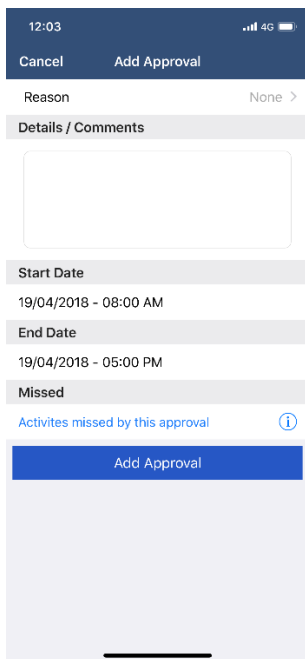 12:03 4G
Cancel Add Approval
Reason None >
Details / Comments
Start Date
19/04/2018 - 08:00 AM
End Date
19/04/2018 - 05:00 PM
Missed
Activites missed by this approval
Add Approval